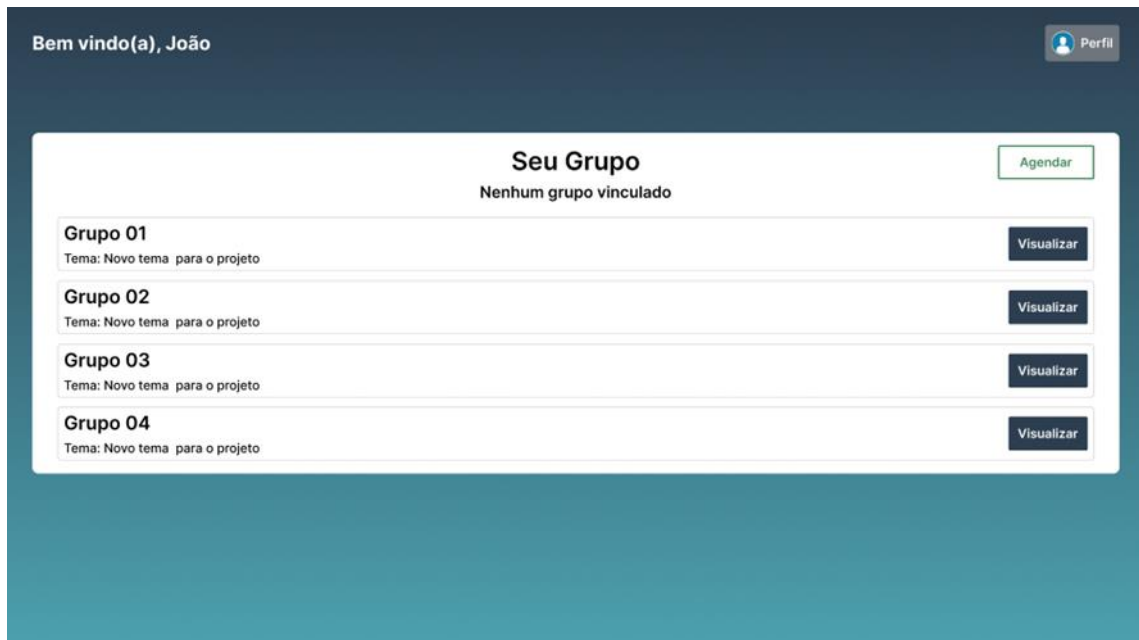 Bem vindo(a), João
Perfil
Seu Grupo
Agendar
Nenhum grupo vinculado
Grupo 01
Tema: Novo tema para o projeto
Visualizar
Grupo 02
Tema: Novo tema para o projeto
Visualizar
Grupo 03
Tema: Novo tema para o projeto
Visualizar
Grupo 04
Tema: Novo tema para o projeto
Visualizar